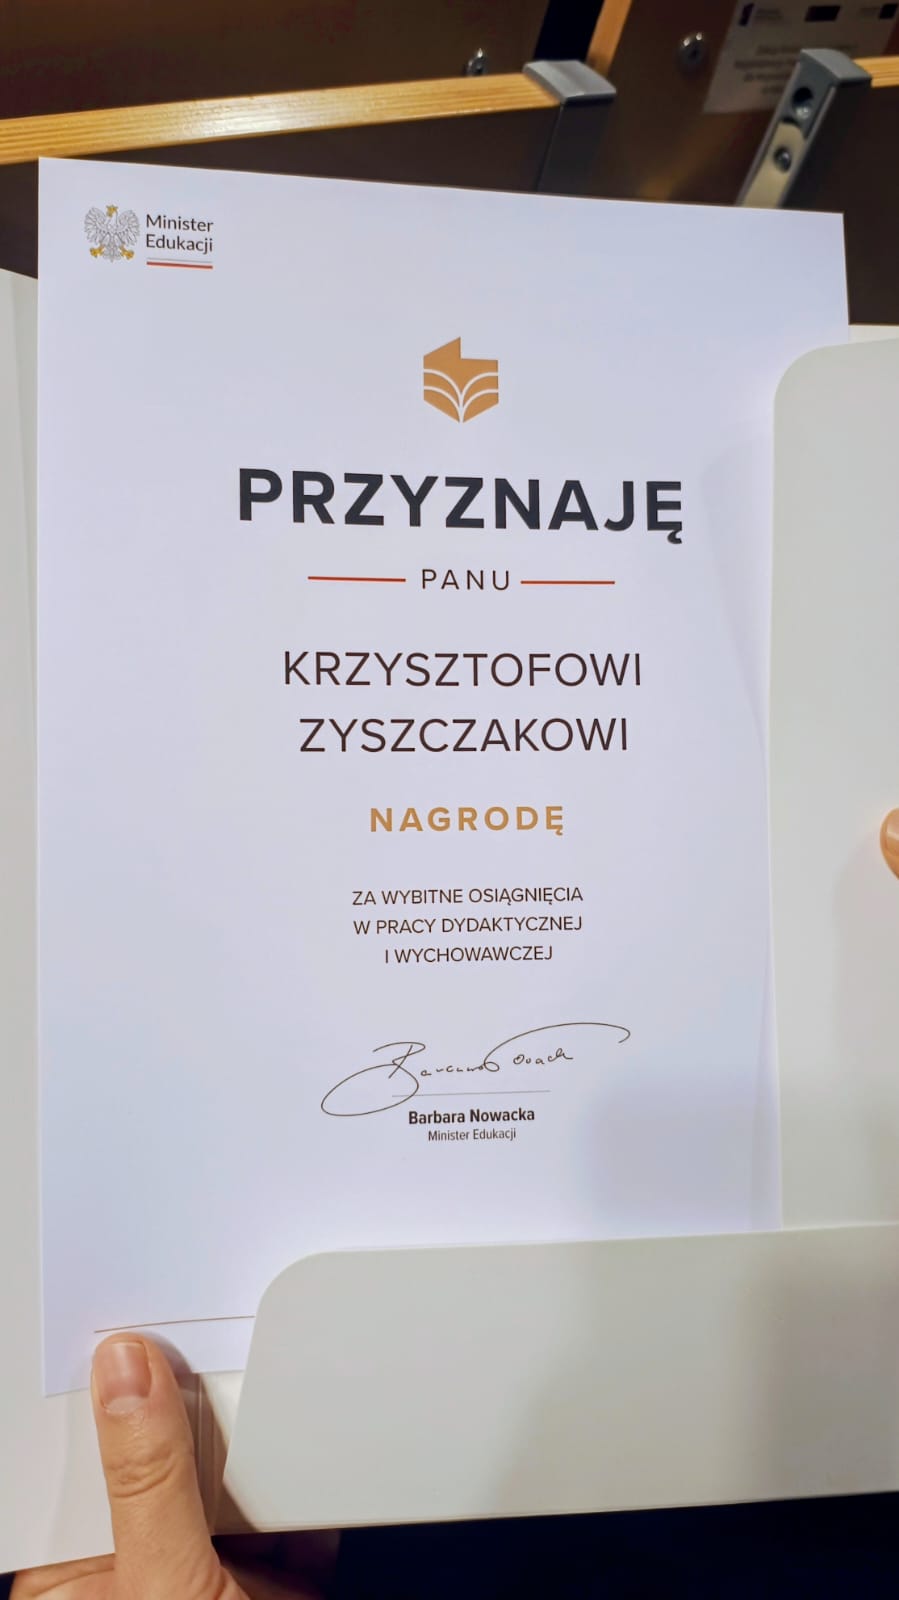 Minister
Edukacji
PRZYZNAJĘ
PANU
KRZYSZTOFOWI
ZYSZCZAKOWI
NAGRODĘ
ZA WYBITNE OSIĄGNIĘCIA
W PRACY DYDAKTYCZNEJ
I WYCHOWAWCZEJ
Barbara Nowacka
Minister Edukacji